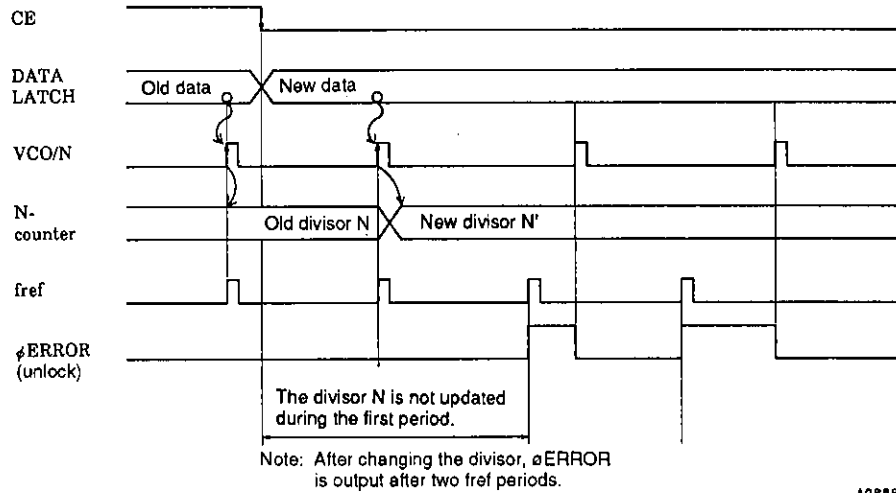 CE
DATA
LATCH
Old data
New data
VCO/N
N-
counter
Old divisor N
New divisor N'
fref
øERROR
(unlock)
The divisor N is not updated
during the first period.
Note: After changing the divisor, øERROR
is output after two fref periods.